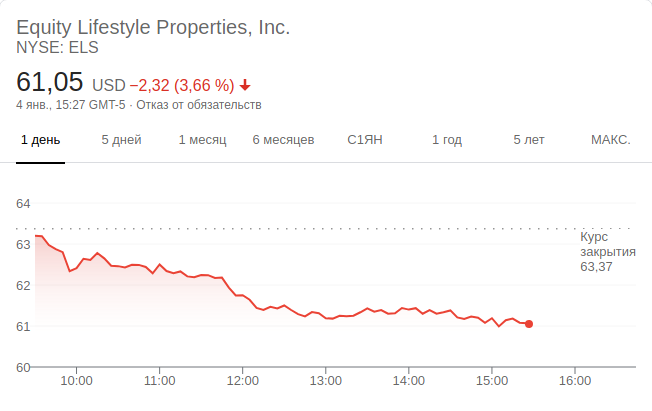 Equity Lifestyle Properties, Inc.
NYSE: ELS
61,05 USD −2,32 (3,66 %)
4 янв., 15:27 GMT-5 · Отказ от обязательств
1 день 5 дней 1 месяц 6 месяцев С1ЯН 1 год 5 лет МАКС.
64
63
62
61
60
Курс
закрытия
63,37
10:00 11:00 12:00 13:00 14:00 15:00 16:00